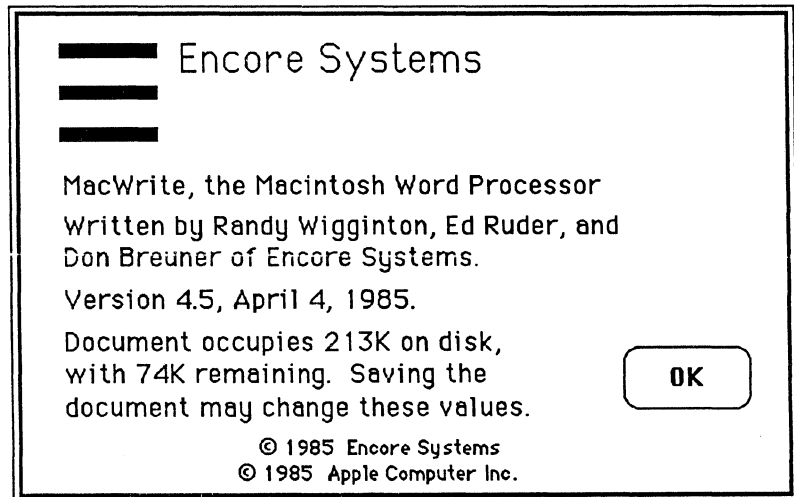 Encore Systems
MacWrite, the Macintosh Word Processor
Written by Randy Wigginton, Ed Ruder, and
Don Breuner of Encore Systems.
Version 4.5, April 4, 1985.
Document occupies 213K on disk,
with 74K remaining. Saving the
document may change these values.
OK
© 1985 Encore Systems
© 1985 Apple Computer Inc.